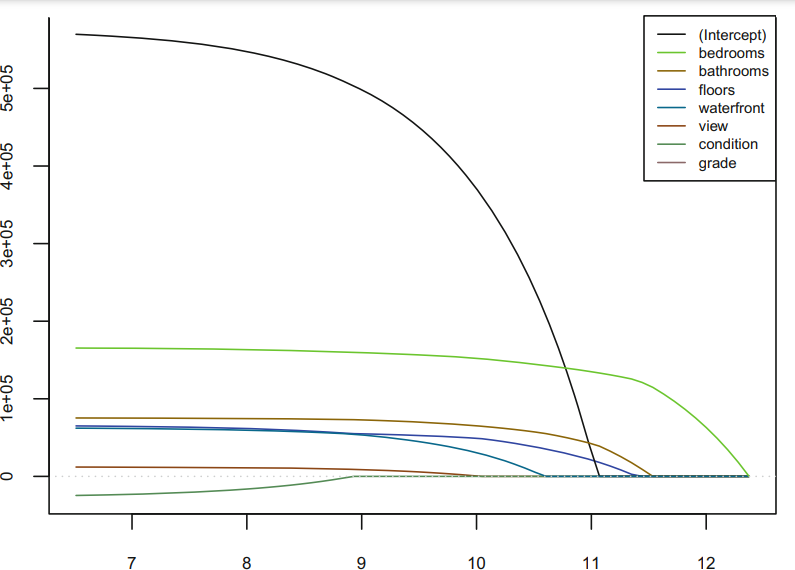 (Intercept)
bedrooms
bathrooms
floors
waterfront
view
condition
grade
5e+05
4e+05
3e+05
2e+05
1e+05
0
7 8 9 10 11 12